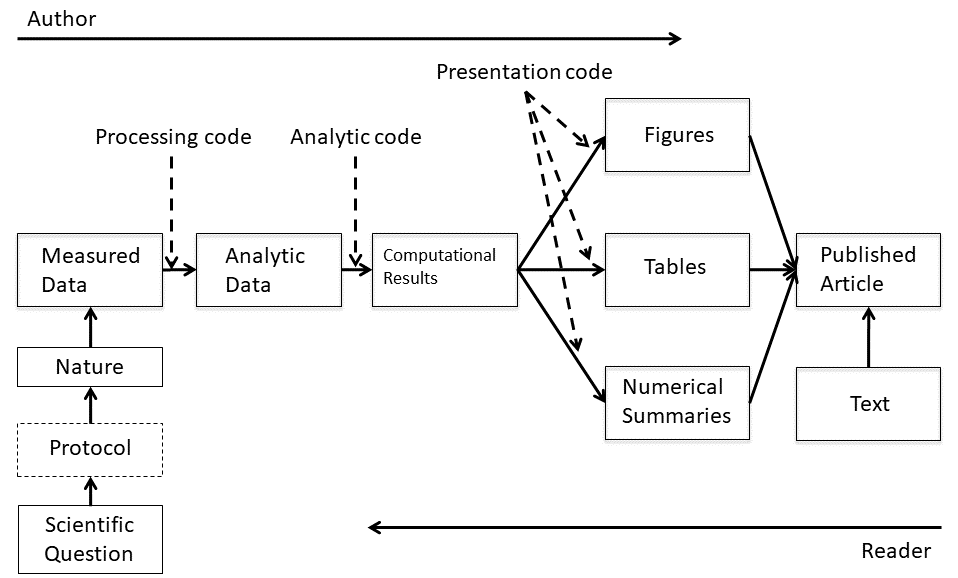 Author
Presentation code
Processing code
Analytic code
Figures
Measured
Data
Analytic
Data
Computational
Results
Tables
Published
Article
Nature
Numerical
Summaries
Text
Protocol
Scientific
Question
Reader